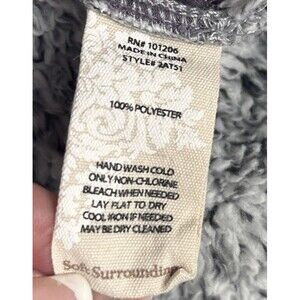 RN# 101206
MADE IN CHINA
STYLE# 2AT51
100% POLYESTER
HAND WASH COLD
ONLY NON-CHLORINE
BLEACH WHEN NEEDED
LAY FLAT TO DRY
COOL IRON IF NEEDED
MAY BE DRY CLEANED
Soft Surroundings